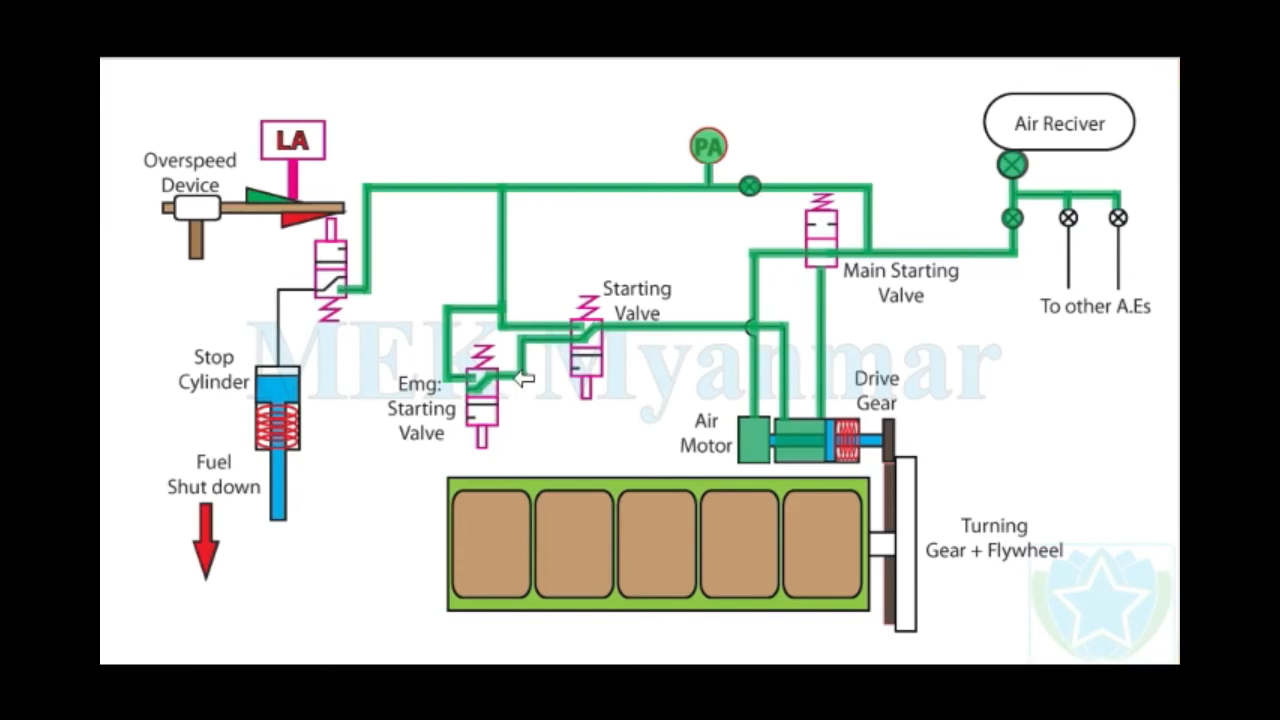 LA
Overspeed
Device
PA
Air Reciver
Main Starting
Valve
To other A.Es
Starting
Valve
MEK Myanmar
Stop
Cylinder
Emg:
Starting
Valve
Drive
Gear
Air
Motor
Fuel
Shut down
Turning
Gear + Flywheel